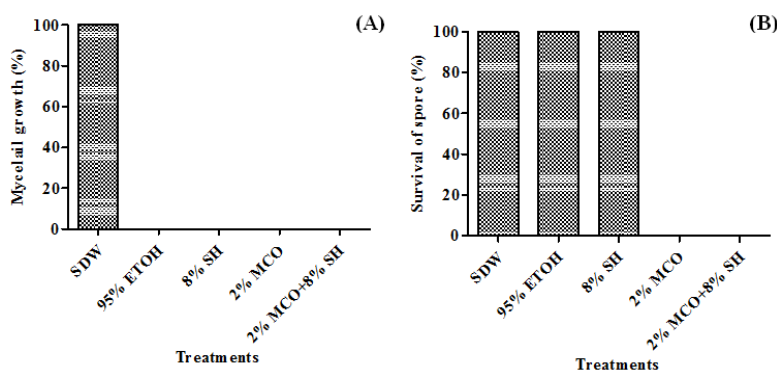 (A)
Mycelail growth (%)
100
80
60
40
20
0
SDW
95% ETOH
8% SH
2% MCO
2% MCO+8% SH
Treatments
(B)
Survival of spore (%)
100
80
60
40
20
0
SDW
95% ETOH
8% SH
2% MCO
2% MCO+8% SH
Treatments